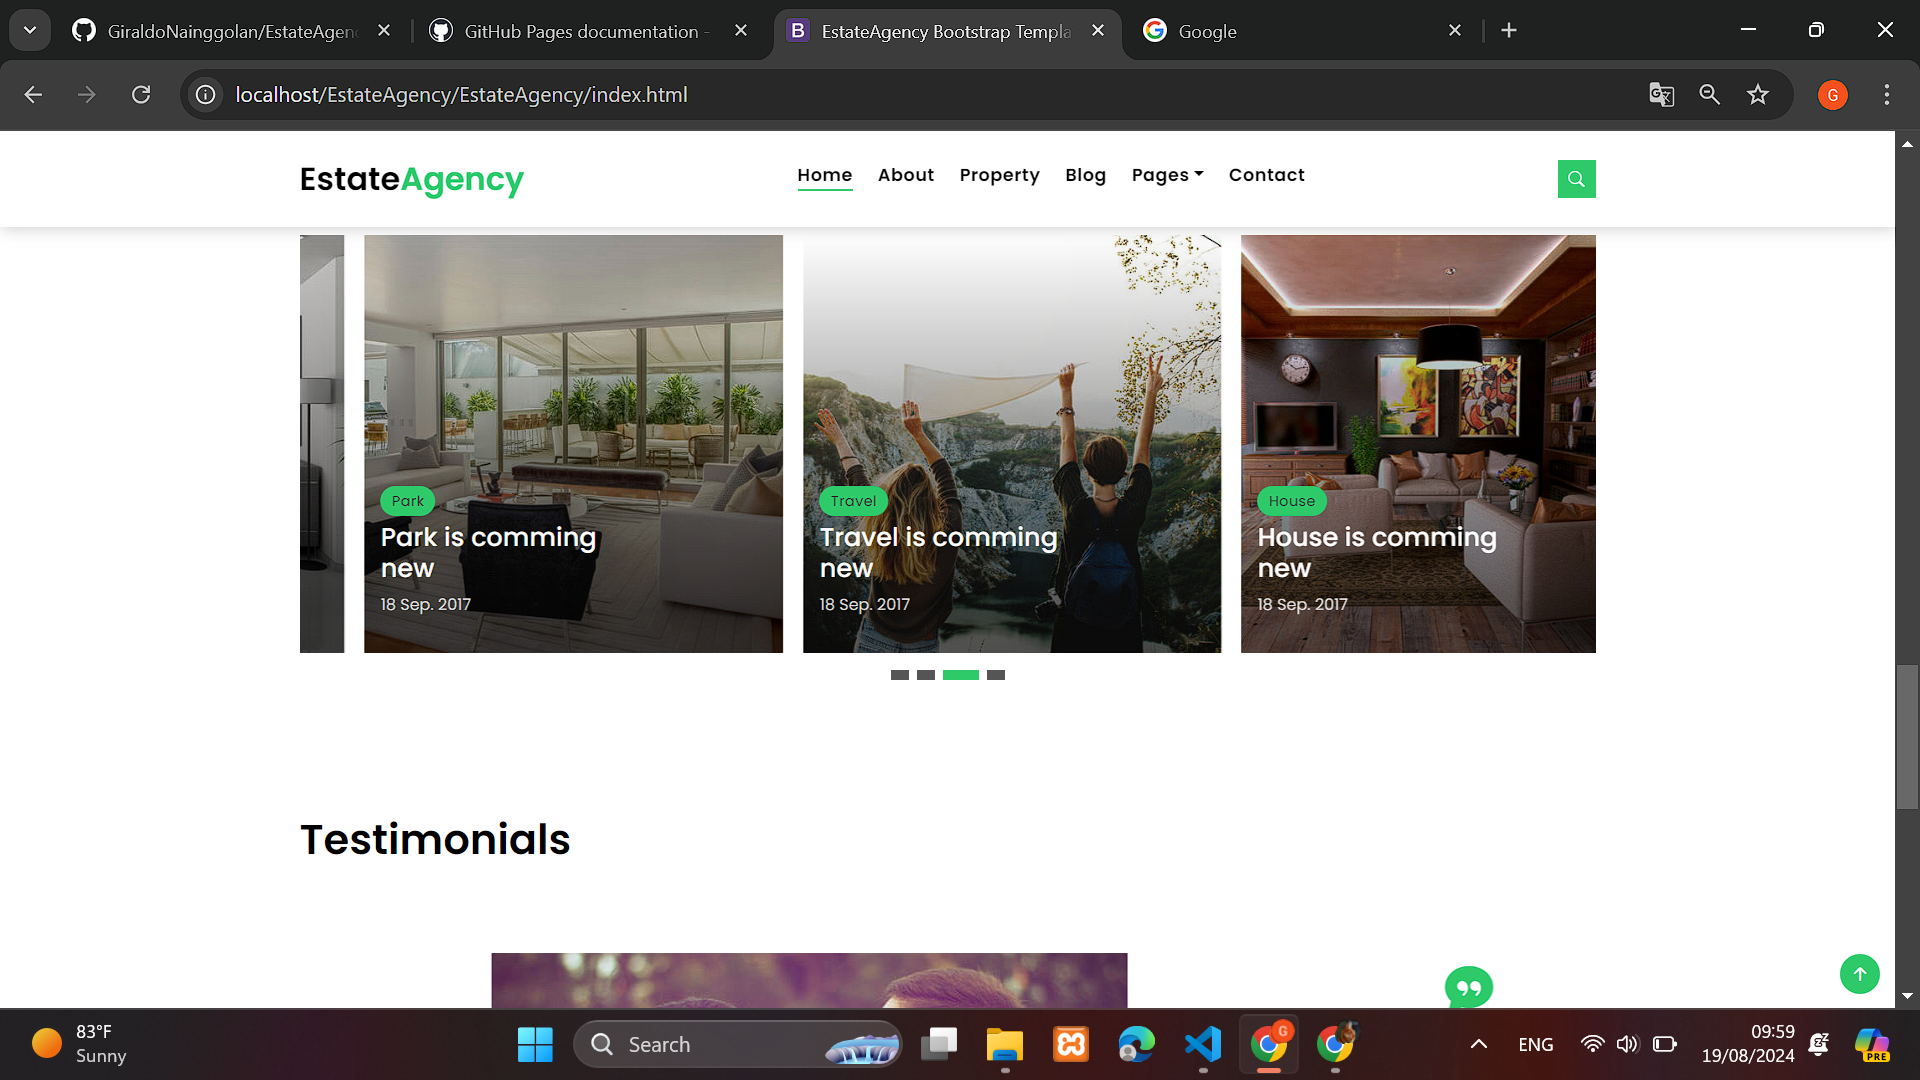 GiraldoNainggolan/EstateAgen
GitHub Pages documentation -
EstateAgency Bootstrap Templa
Google
localhost/EstateAgency/EstateAgency/index.html
G
EstateAgency
Home
About
Property
Blog
Pages
Contact
Park
Park is comming
new
18 Sep. 2017
Travel
Travel is comming
new
18 Sep. 2017
House
House is comming
new
18 Sep. 2017
Testimonials
83°F
Sunny
Search
G
ENG
09:59
19/08/2024
PRE